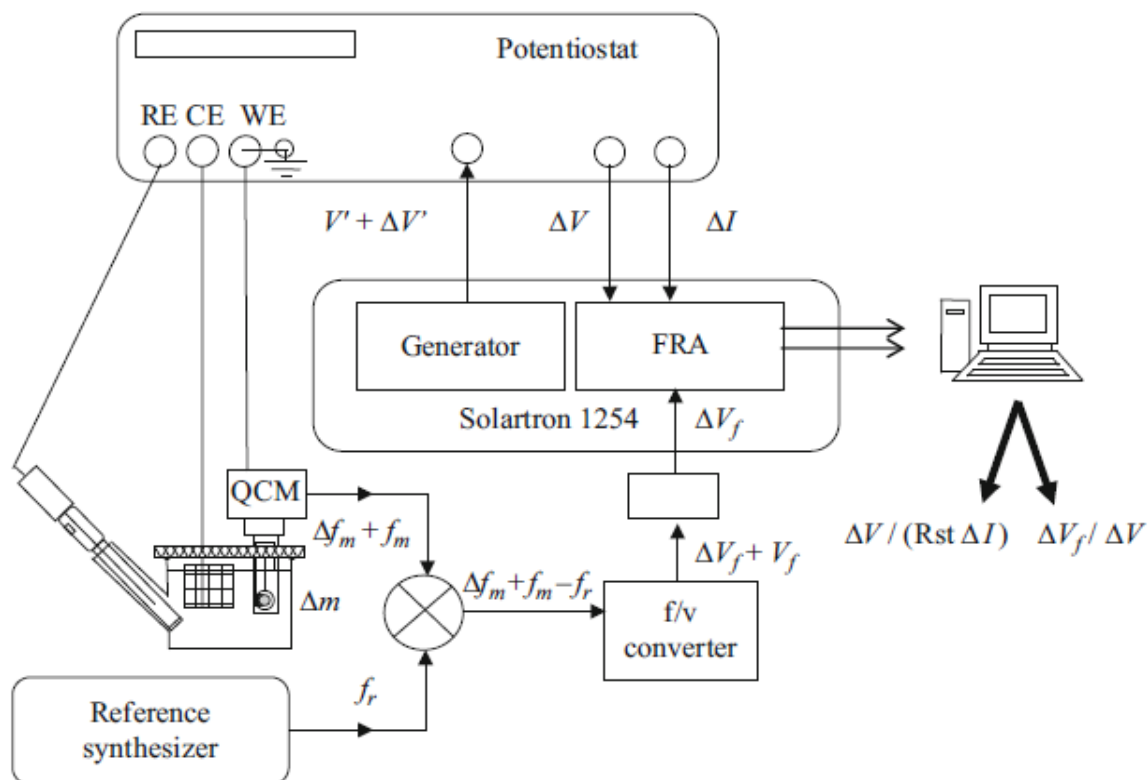 Potentiostat
RE CE WE
V' + ΔV’
ΔV
ΔI
Generator
FRA
Solartron 1254
ΔV_f
QCM
Δf_m + f_m
ΔV / (Rst ΔI)
ΔV_f / ΔV
ΔV_f + V_f
Δm
Δf_m + f_m – f_r
f/v
converter
f_r
Reference
synthesizer